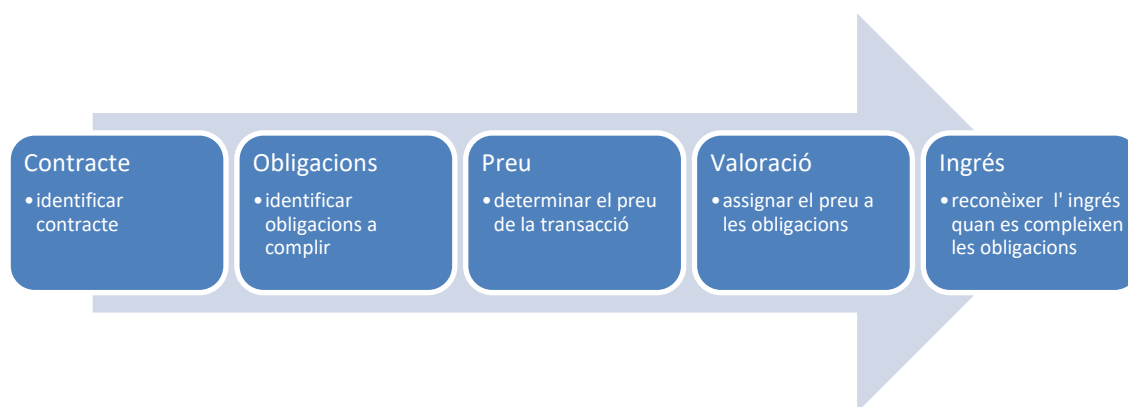 Contracte
•identificar
contracte
Obligacions
•identificar
obligacions a
complir
Preu
•determinar el preu
de la transacció
Valoració
•assignar el preu a
les obligacions
Ingrés
•reconèixer l' ingrés
quan es compleixen
les obligacions